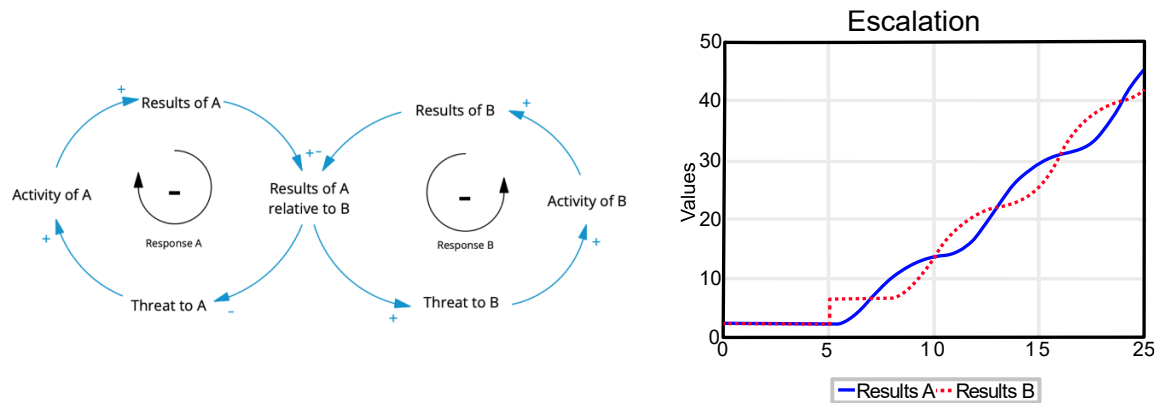 Escalation
+
Results of A
Results of B
+
+ -
Activity of A
-
Results of A
relative to B
-
Activity of B
+
Response A
Response B
+
Threat to A
-
+
Threat to B
Values
50
40
30
20
10
0
0
5
10
15
25
Results A
Results B